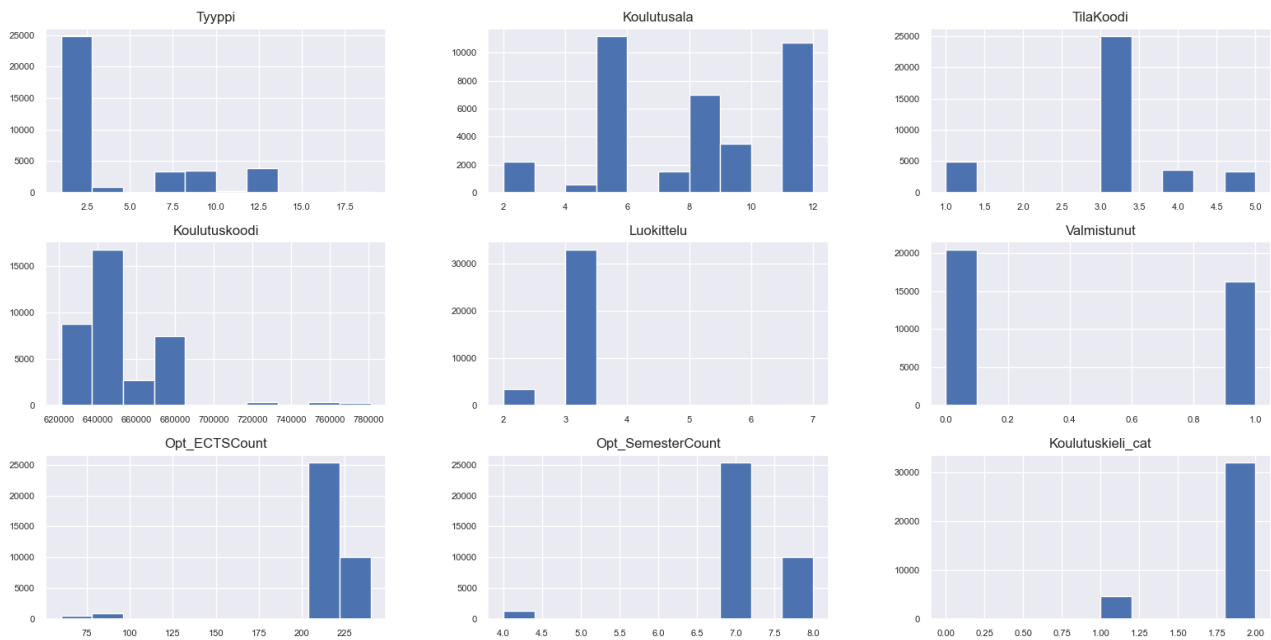 Tyyppi
25000
20000
15000
10000
5000
0
2.5 5.0 7.5 10.0 12.5 15.0 17.5
Koulutusala
10000
8000
6000
4000
2000
0
2 4 6 8 10 12
TilaKoodi
25000
20000
15000
10000
5000
0
1.0 1.5 2.0 2.5 3.0 3.5 4.0 4.5 5.0
Koulutuskoodi
15000
10000
5000
0
620000 640000 660000 680000 700000 720000 740000 760000 780000
Luokittelu
30000
20000
10000
0
2 3 4 5 6 7
Valmistunut
20000
15000
10000
5000
0
0.0 0.2 0.4 0.6 0.8 1.0
Opt_ECTSCount
25000
20000
15000
10000
5000
0
75 100 125 150 175 200 225
Opt_SemesterCount
25000
20000
15000
10000
5000
0
4.0 4.5 5.0 5.5 6.0 6.5 7.0 7.5 8.0
Koulutuskieli_cat
30000
20000
10000
0
0.00 0.25 0.50 0.75 1.00 1.25 1.50 1.75 2.00